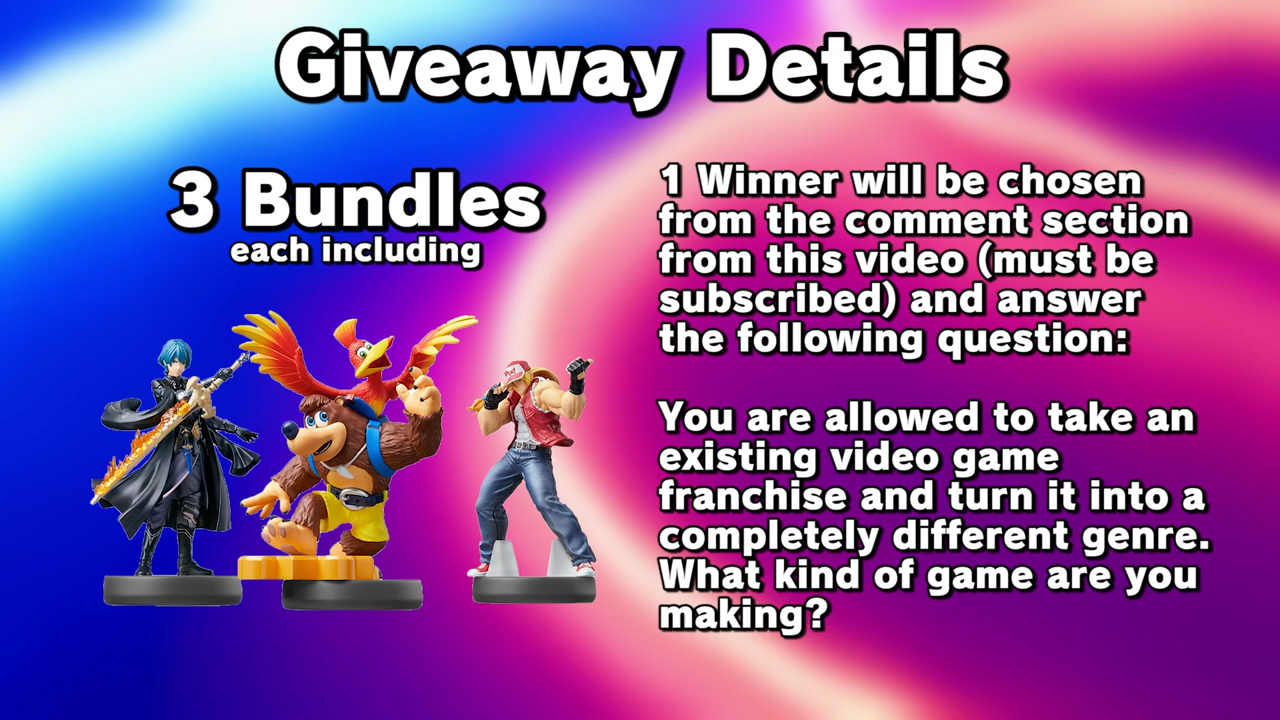 Giveaway Details
3 Bundles
each including
1 Winner will be chosen
from the comment section
from this video (must be
subscribed) and answer
the following question:
You are allowed to take an
existing video game
franchise and turn it into a
completely different genre.
What kind of game are you
making?